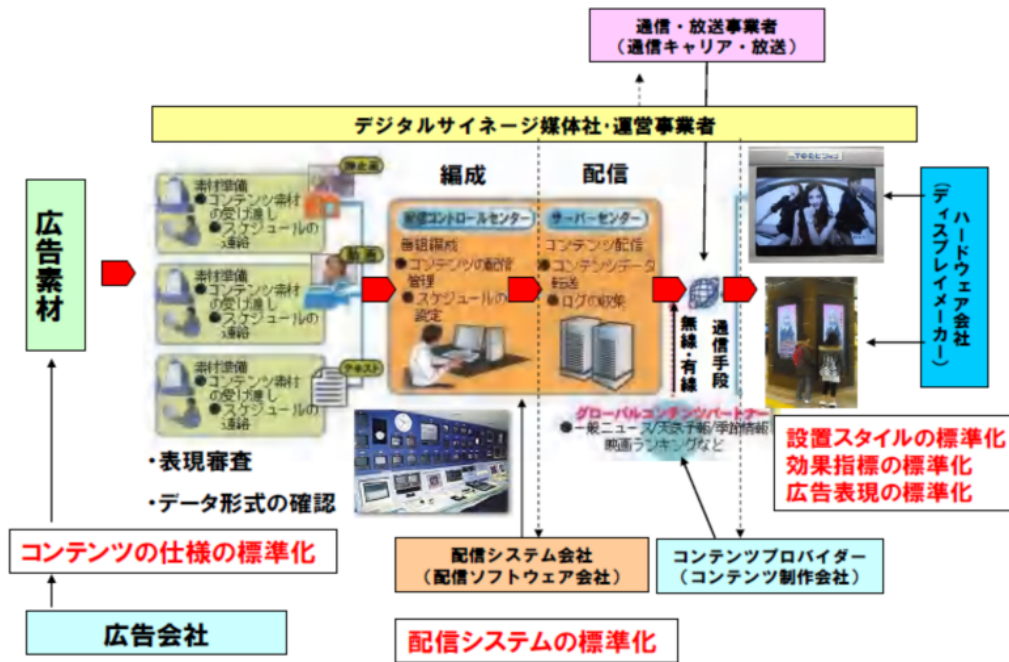 通信・放送事業者
（通信キャリア・放送）
デジタルサイネージ媒体社・運営事業者
広告素材
静止画
素材準備
●コンテンツ素材
の受け渡し
●スケジュールの
連絡
動画
素材準備
●コンテンツ素材
の受け渡し
●スケジュールの
連絡
テキスト
素材準備
●コンテンツ素材
の受け渡し
●スケジュールの
連絡
・表現審査
・データ形式の確認
編成
配信コントロールセンター
番組編成
●コンテンツの配信
管理
●スケジュールの
設定
配信
サーバーセンター
コンテンツ配信
●コンテンツデータ
転送
●ログの収集
無線・有線
通信手段
グローバルコンテンツパートナー
●一般ニュース/天気予報/季節情報/
映画ランキングなど
ハードウェア会社
（ディスプレイメーカー）
設置スタイルの標準化
効果指標の標準化
広告表現の標準化
コンテンツの仕様の標準化
広告会社
配信システム会社
（配信ソフトウェア会社）
コンテンツプロバイダー
（コンテンツ制作会社）
配信システムの標準化